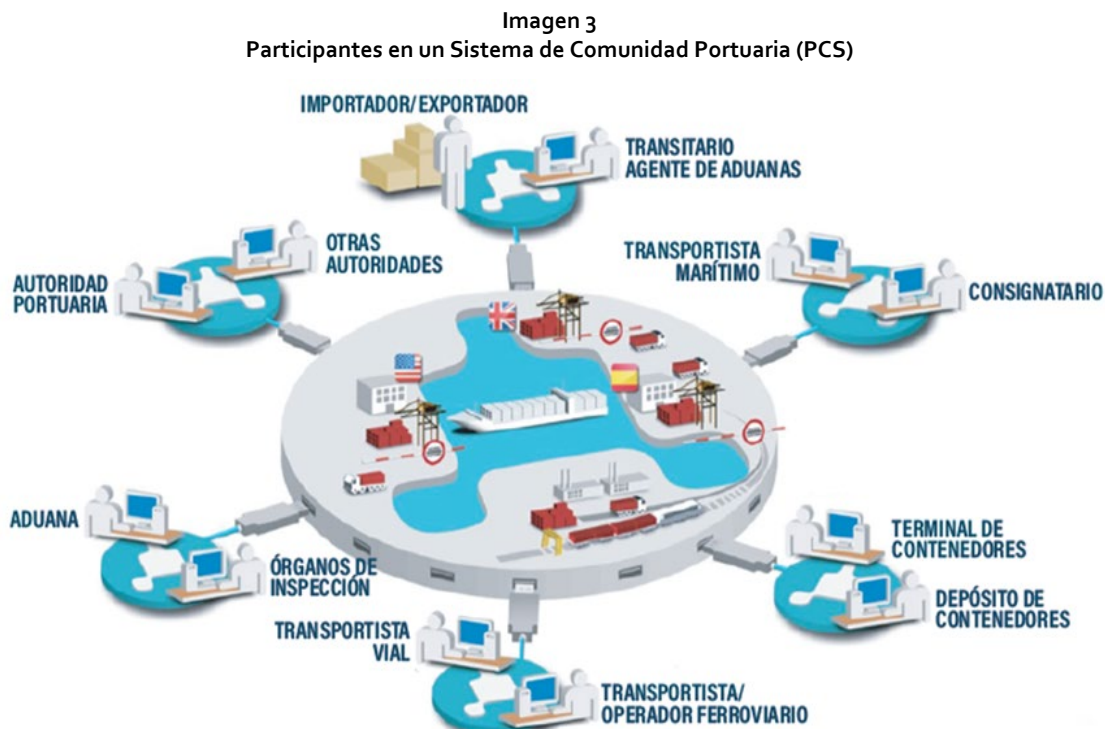 Imagen 3
Participantes en un Sistema de Comunidad Portuaria (PCS)
IMPORTADOR/EXPORTADOR
TRANSITARIO
AGENTE DE ADUANAS
OTRAS
AUTORIDADES
AUTORIDAD
PORTUARIA
TRANSPORTISTA
MARÍTIMO
CONSIGNATARIO
ADUANA
ÓRGANOS DE
INSPECCIÓN
TERMINAL DE
CONTENEDORES
DEPÓSITO DE
CONTENEDORES
TRANSPORTISTA
VIAL
TRANSPORTISTA/
OPERADOR FERROVIARIO